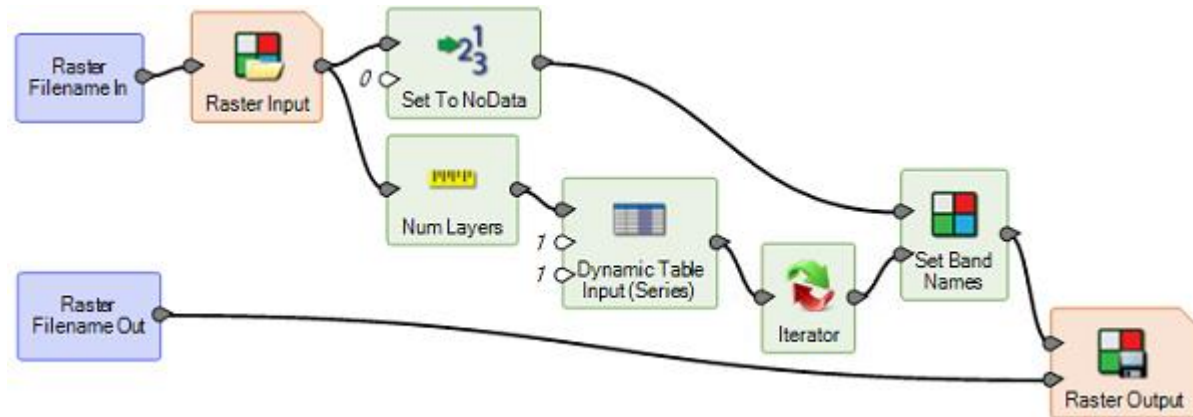 Raster
Filename In
Raster Input
0
Set To NoData
Num Layers
1
1
Dynamic Table
Input (Series)
Iterator
Set Band
Names
Raster
Filename Out
Raster Output